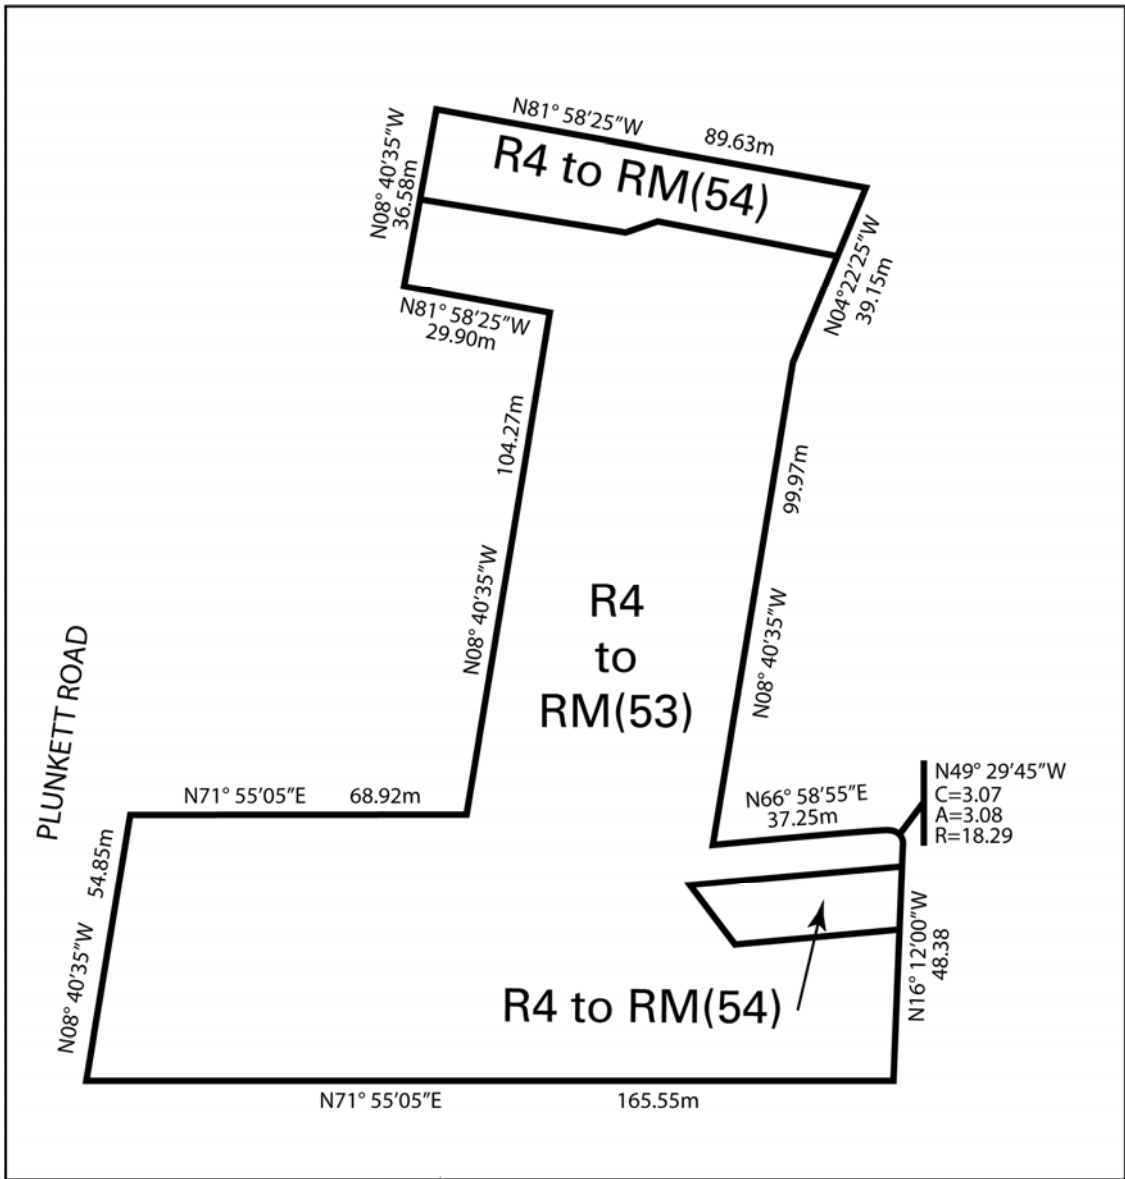 N81° 58’25”W 89.63m
R4 to RM(54)
N08° 40’35”W
36.58m
N04°22’25”W
39.15m
N81° 58’25”W
29.90m
104.27m
N08° 40’35”W
99.97m
N08° 40’35”W
R4
to
RM(53)
PLUNKETT ROAD
N71° 55’05”E 68.92m
N66° 58’55”E
37.25m
N49° 29’45”W
C=3.07
A=3.08
R=18.29
54.85m
N08° 40’35”W
N16° 12’00”W
48.38
R4 to RM(54)
N71° 55’05”E 165.55m